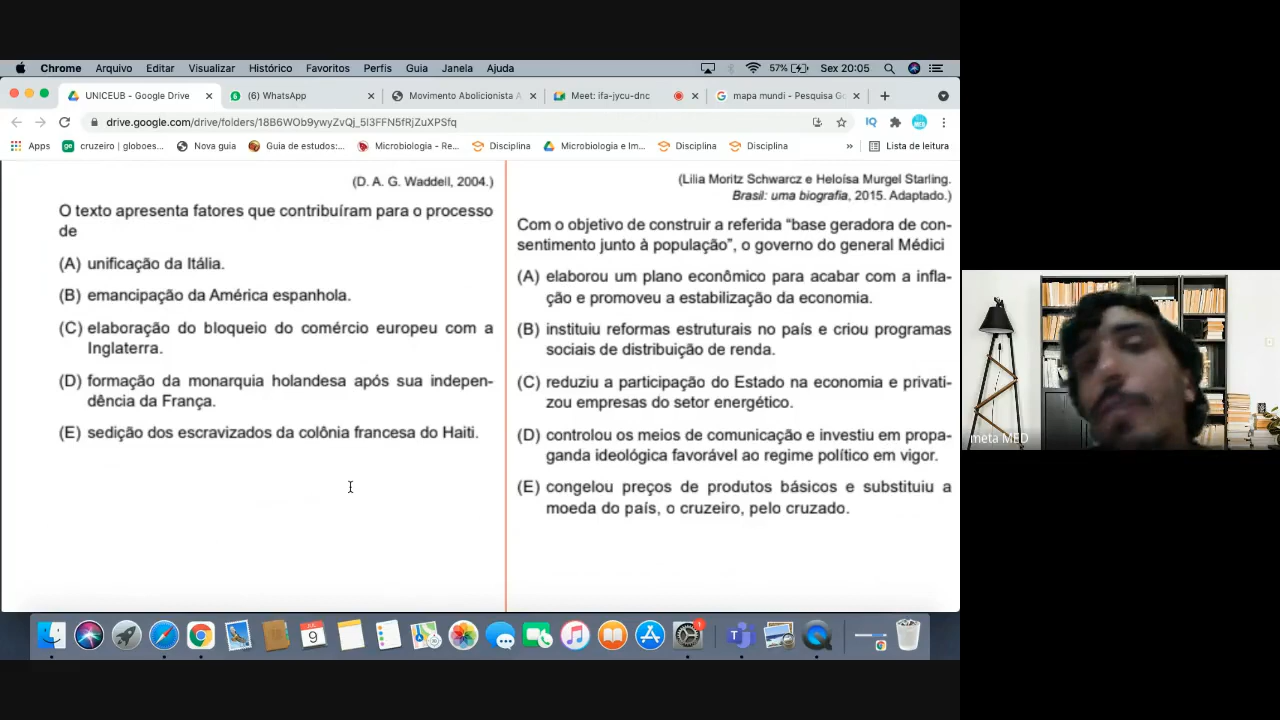 Chrome Arquivo Editar Visualizar Histórico Favoritos Perfis Guia Janela Ajuda 57% Sex 20:05
UNICEUB - Google Drive × (6) WhatsApp × Movimento Abolicionista A × Meet: ifa-jycu-dnc × mapa mundi - Pesquisa Go ×
drive.google.com/drive/folders/18B6WOb9ywyZvQj_5I3FFN5fRjZuXPSfq
Apps cruzeiro | globoes... Nova guia Guia de estudos:... Microbiologia - Re... Disciplina Microbiologia e Im... Disciplina Disciplina » Lista de leitura
(D. A. G. Waddell, 2004.)
O texto apresenta fatores que contribuíram para o processo
de
(A) unificação da Itália.
(B) emancipação da América espanhola.
(C) elaboração do bloqueio do comércio europeu com a
Inglaterra.
(D) formação da monarquia holandesa após sua indepen-
dência da França.
(E) sedição dos escravizados da colônia francesa do Haiti.
(Lilia Moritz Schwarcz e Heloísa Murgel Starling.
Brasil: uma biografia, 2015. Adaptado.)
Com o objetivo de construir a referida “base geradora de con-
sentimento junto à população”, o governo do general Médici
(A) elaborou um plano econômico para acabar com a infla-
ção e promoveu a estabilização da economia.
(B) instituiu reformas estruturais no país e criou programas
sociais de distribuição de renda.
(C) reduziu a participação do Estado na economia e privati-
zou empresas do setor energético.
(D) controlou os meios de comunicação e investiu em propa-
ganda ideológica favorável ao regime político em vigor.
(E) congelou preços de produtos básicos e substituiu a
moeda do país, o cruzeiro, pelo cruzado.
meta MED
9
1